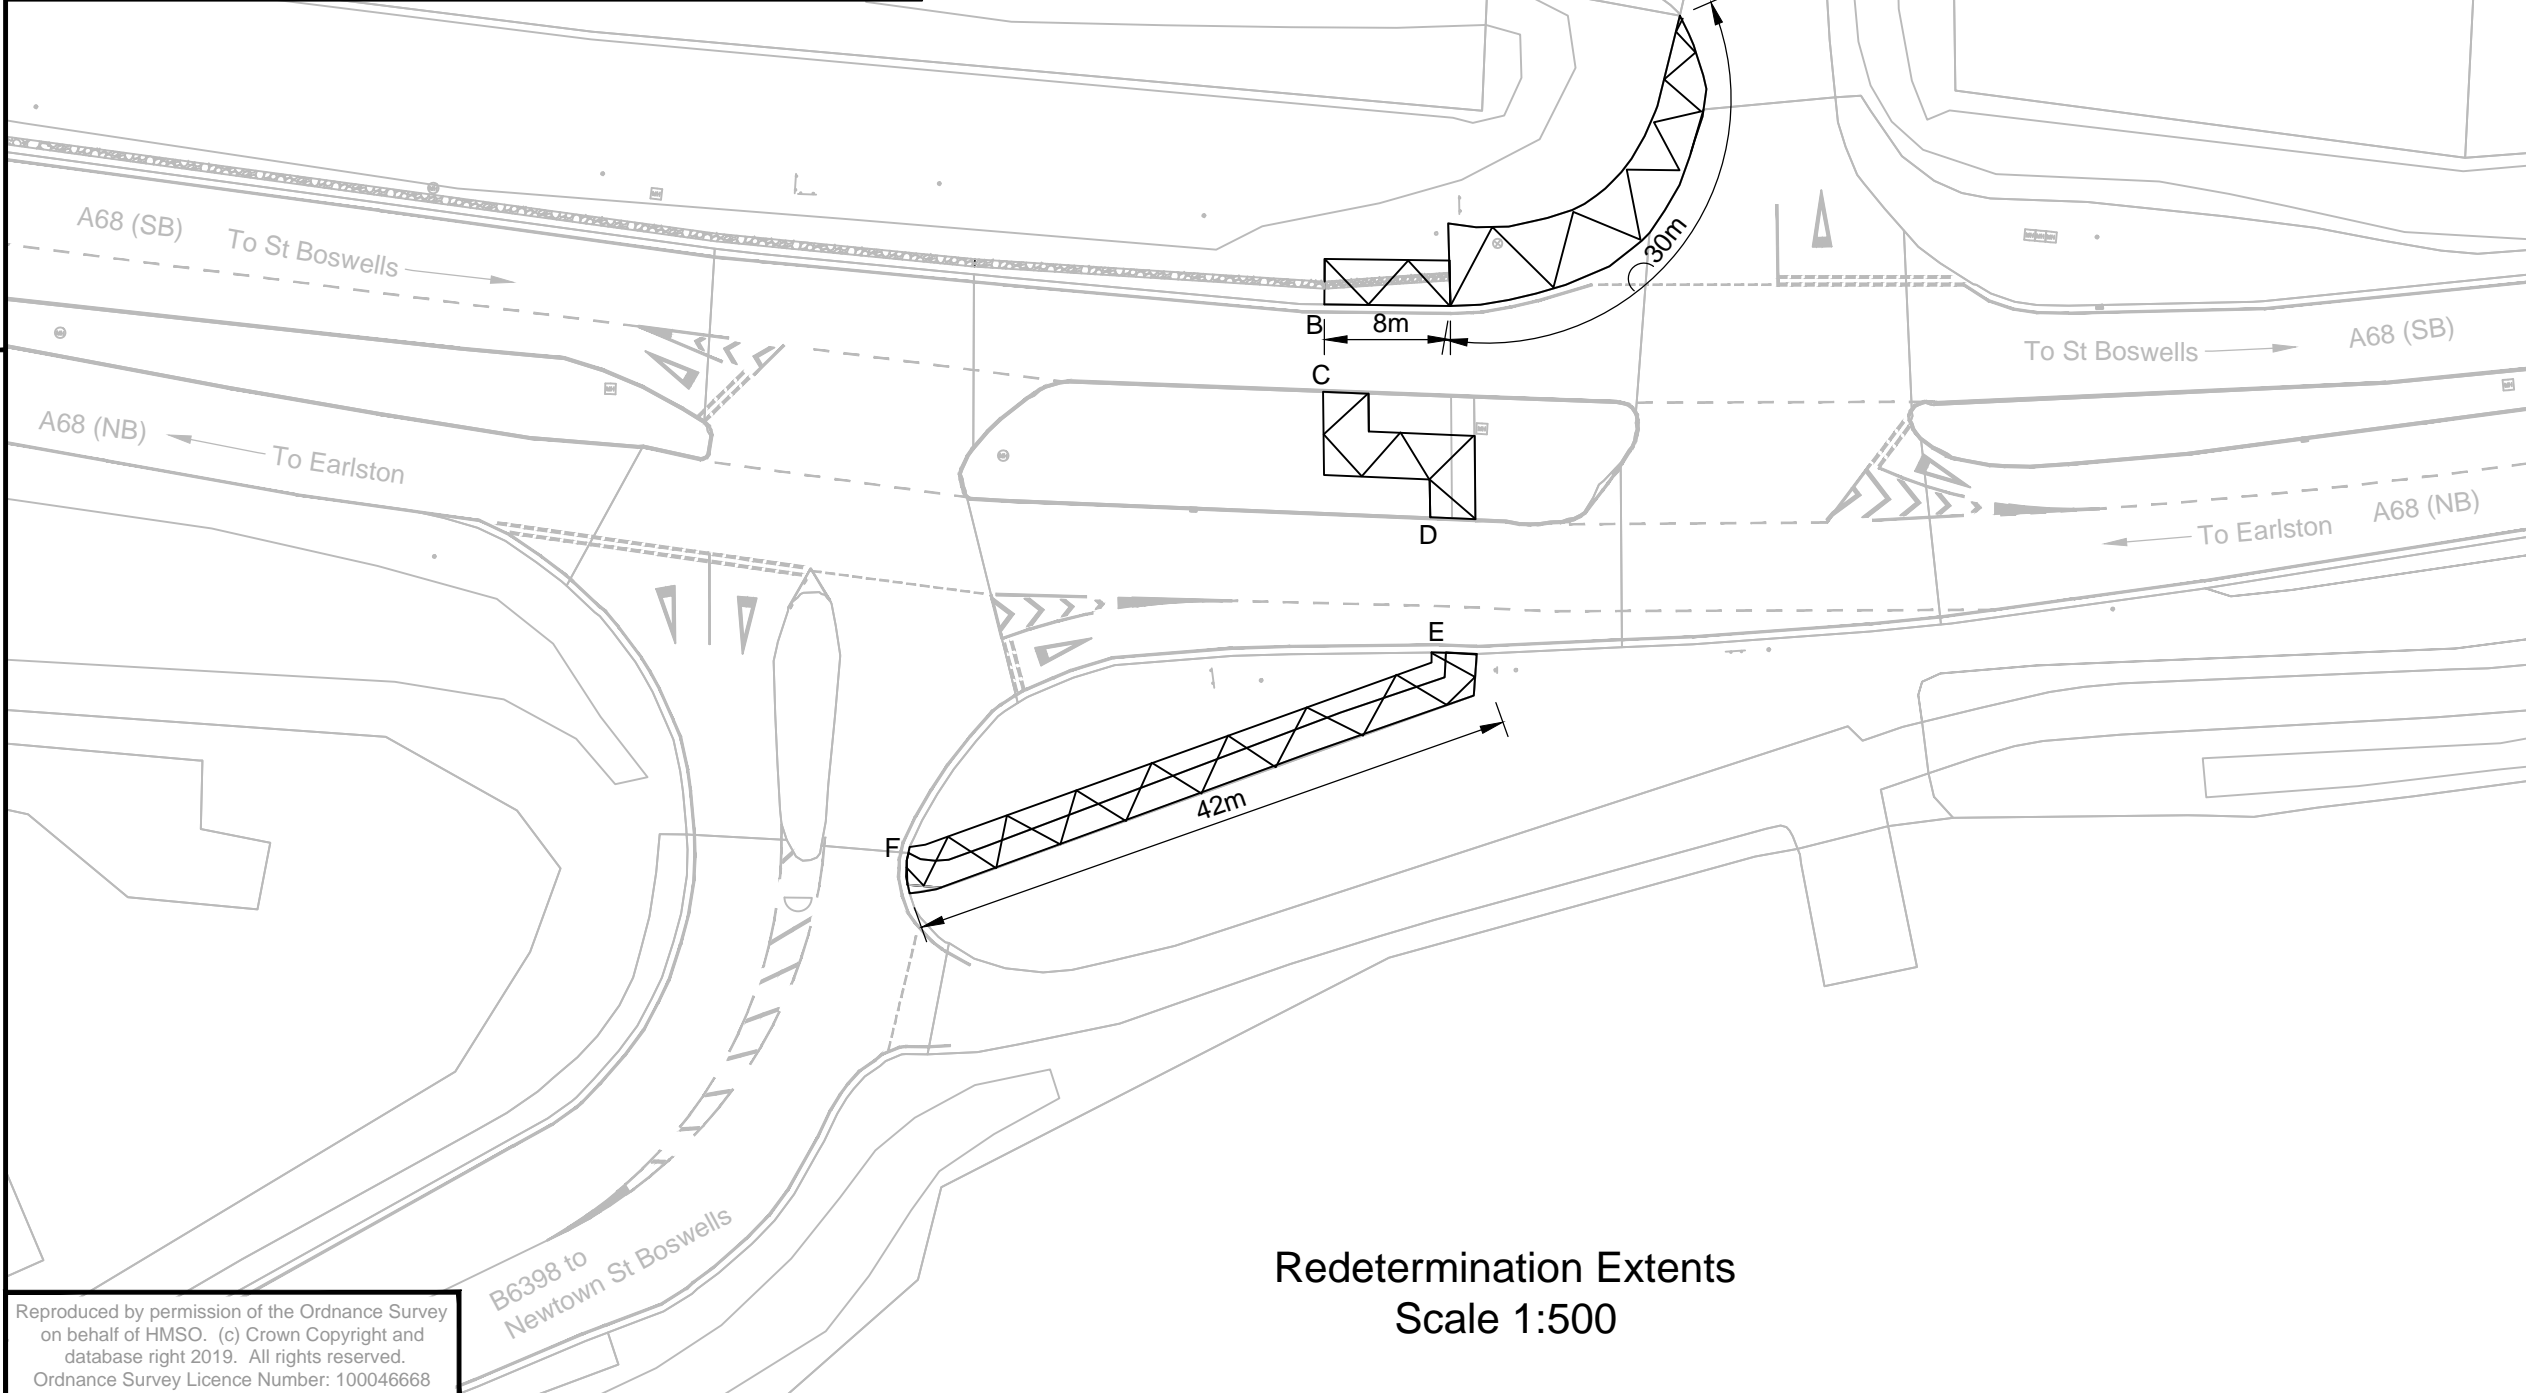 A68 (SB)
To St Boswells
30m
B
8m
To St Boswells
A68 (SB)
C
A68 (NB)
To Earlston
D
To Earlston
A68 (NB)
E
42m
F
B6398 to
Newtown St Boswells
Redetermination Extents
Scale 1:500
Reproduced by permission of the Ordnance Survey
on behalf of HMSO. (c) Crown Copyright and
database right 2019. All rights reserved.
Ordnance Survey Licence Number: 100046668